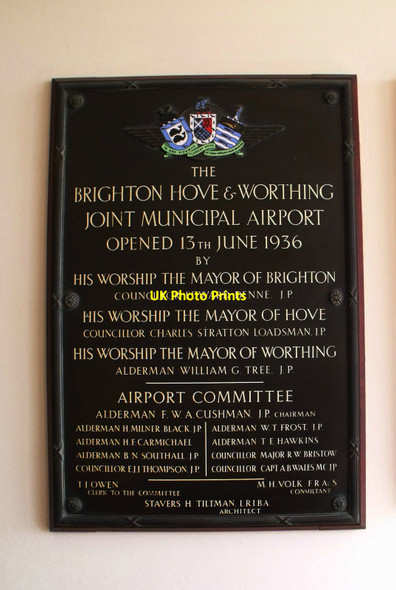 THE
BRIGHTON HOVE & WORTHING
JOINT MUNICIPAL AIRPORT
OPENED 13TH JUNE 1936
BY
HIS WORSHIP THE MAYOR OF BRIGHTON
UK Photo Prints
J.P.
HIS WORSHIP THE MAYOR OF HOVE
COUNCILLOR CHARLES STRATTON LOADSMAN. J.P.
HIS WORSHIP THE MAYOR OF WORTHING
ALDERMAN WILLIAM G. TREE. J.P.
AIRPORT COMMITTEE
ALDERMAN F. W. A. CUSHMAN. J.P. CHAIRMAN
ALDERMAN H. MILNER BLACK. J.P.
ALDERMAN H. F. CARMICHAEL
ALDERMAN B. N. SOUTHALL. J.P.
COUNCILLOR E.J.J. THOMPSON. J.P.
ALDERMAN W. T. FROST. J.P.
ALDERMAN T. E. HAWKINS
COUNCILLOR MAJOR R. W. BRISTOW
COUNCILLOR CAPT A.B. WALES M.C. J.P.
OWEN
CLERK TO THE COMMITTEE
M. H. VOLK. F.R.A.S
CONSULTANT
STAVERS H TILTMAN L.R.I.B.A
ARCHITECT